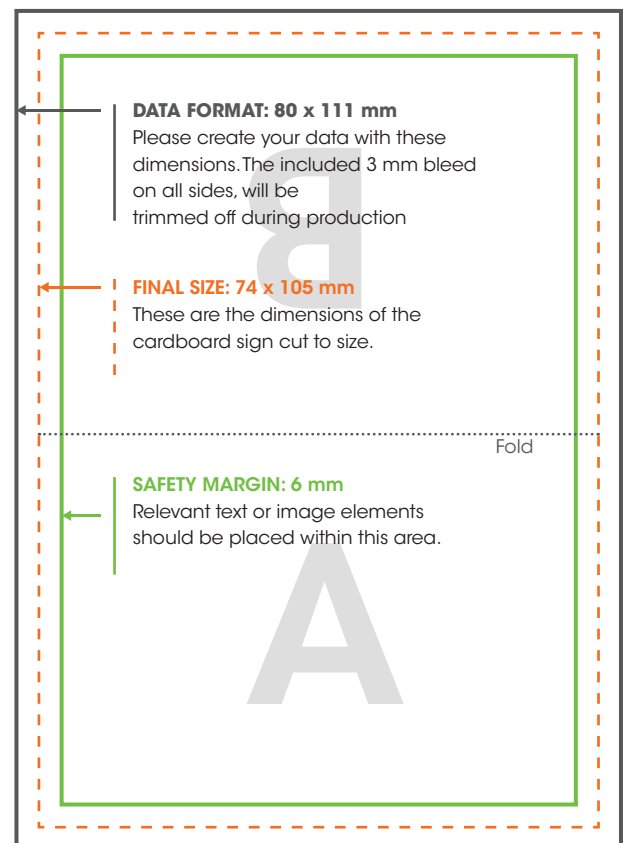 DATA FORMAT: 80 x 111 mm
Please create your data with these
dimensions. The included 3 mm bleed
on all sides, will be
trimmed off during production
B
FINAL SIZE: 74 x 105 mm
These are the dimensions of the
cardboard sign cut to size.
Fold
SAFETY MARGIN: 6 mm
Relevant text or image elements
should be placed within this area.
A